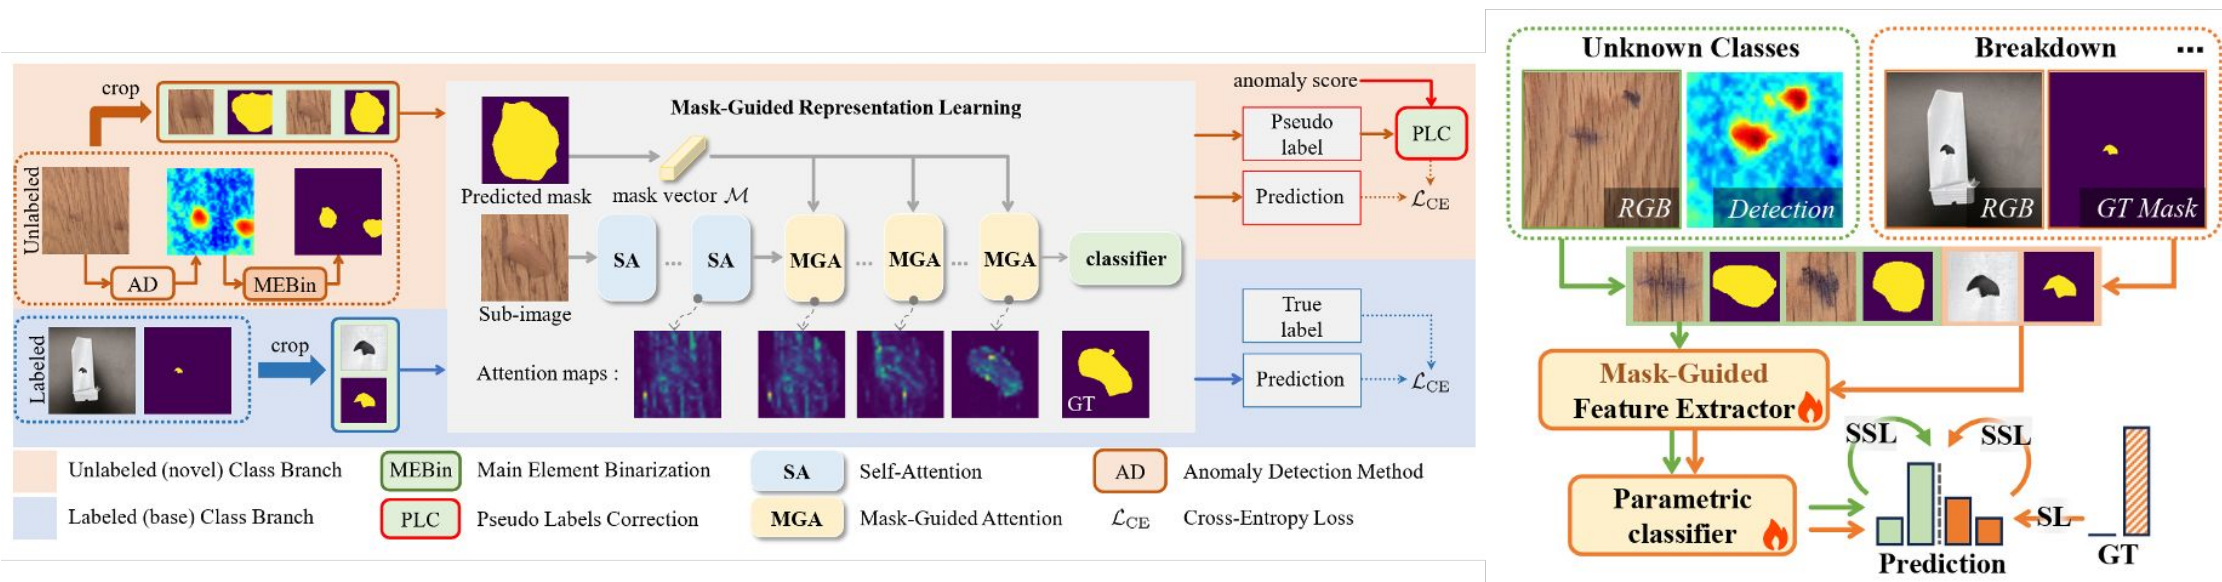 crop
Unlabeled
AD
MEBin
Labeled
crop
Mask-Guided Representation Learning
Predicted mask
mask vector ℳ
Sub-image
SA
...
SA
MGA
...
MGA
...
MGA
classifier
Attention maps :
GT
anomaly score
Pseudo
label
PLC
Prediction
ℒCE
True
label
Prediction
ℒCE
Unlabeled (novel) Class Branch
MEBin
Main Element Binarization
SA
Self-Attention
AD
Anomaly Detection Method
Labeled (base) Class Branch
PLC
Pseudo Labels Correction
MGA
Mask-Guided Attention
ℒCE
Cross-Entropy Loss
Unknown Classes
RGB
Detection
Breakdown
...
RGB
GT Mask
Mask-Guided
Feature Extractor
Parametric
classifier
SSL
SSL
SL
GT
Prediction